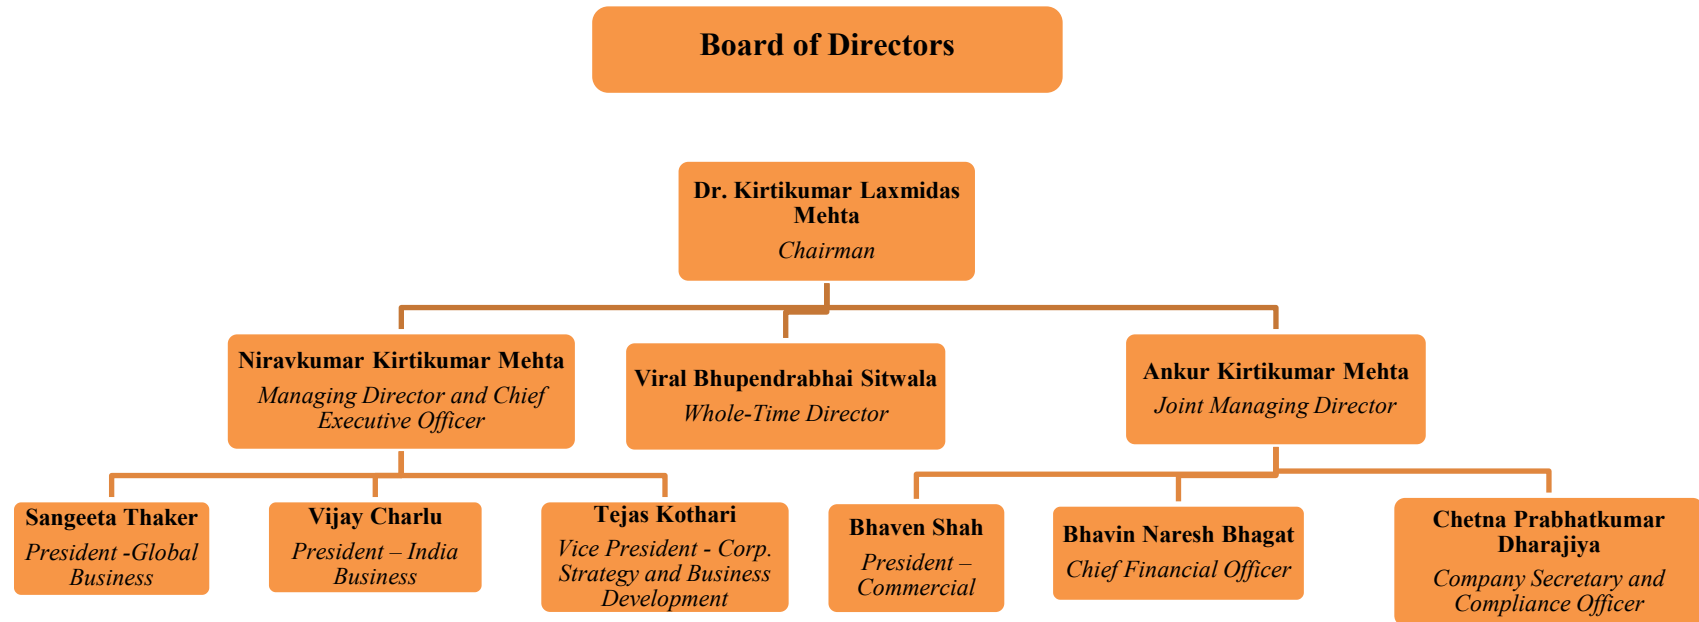 Board of Directors
Dr. Kirtikumar Laxmidas
Mehta
Chairman
Niravkumar Kirtikumar Mehta
Managing Director and Chief
Executive Officer
Viral Bhupendrabhai Sitwala
Whole-Time Director
Ankur Kirtikumar Mehta
Joint Managing Director
Sangeeta Thaker
President -Global
Business
Vijay Charlu
President – India
Business
Tejas Kothari
Vice President - Corp.
Strategy and Business
Development
Bhaven Shah
President –
Commercial
Bhavin Naresh Bhagat
Chief Financial Officer
Chetna Prabhatkumar
Dharajiya
Company Secretary and
Compliance Officer